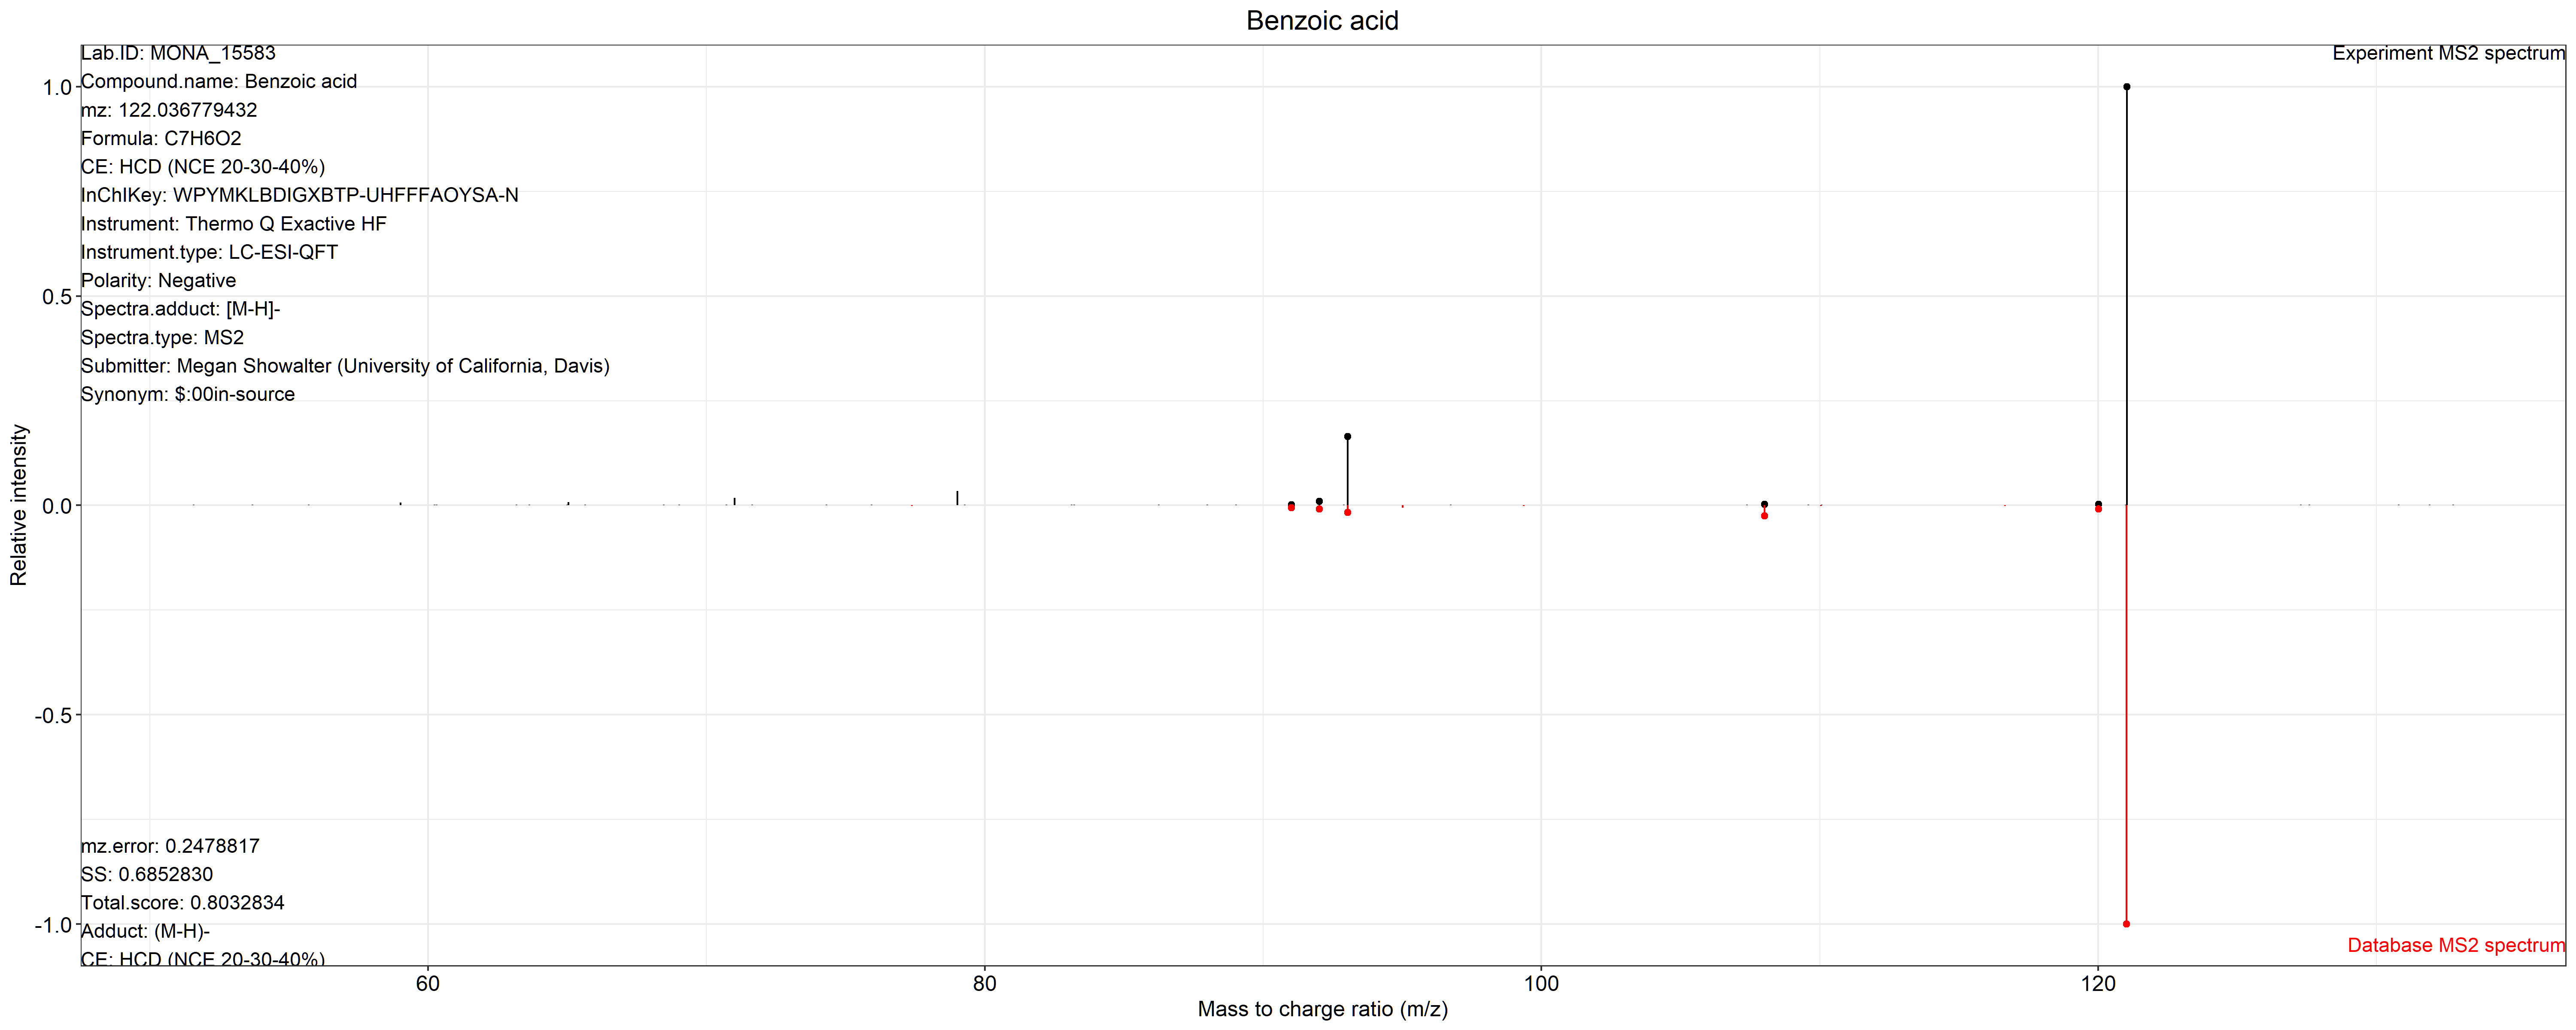 Benzoic acid
Lab.ID: MONA_15583
Experiment MS2 spectrum
Compound.name: Benzoic acid
mz: 122.036779432
Formula: C7H6O2
CE: HCD (NCE 20-30-40%)
InChIKey: WPYMKLBDIGXBTP-UHFFFAOYSA-N
Instrument: Thermo Q Exactive HF
Instrument.type: LC-ESI-QFT
Polarity: Negative
Spectra.adduct: [M-H]-
Spectra.type: MS2
Submitter: Megan Showalter (University of California, Davis)
Synonym: $:00in-source
1.0
0.5
0.0
-0.5
-1.0
Relative intensity
mz.error: 0.2478817
SS: 0.6852830
Total.score: 0.8032834
Adduct: (M-H)-
CE: HCD (NCE 20-30-40%)
Database MS2 spectrum
60 80 100 120
Mass to charge ratio (m/z)